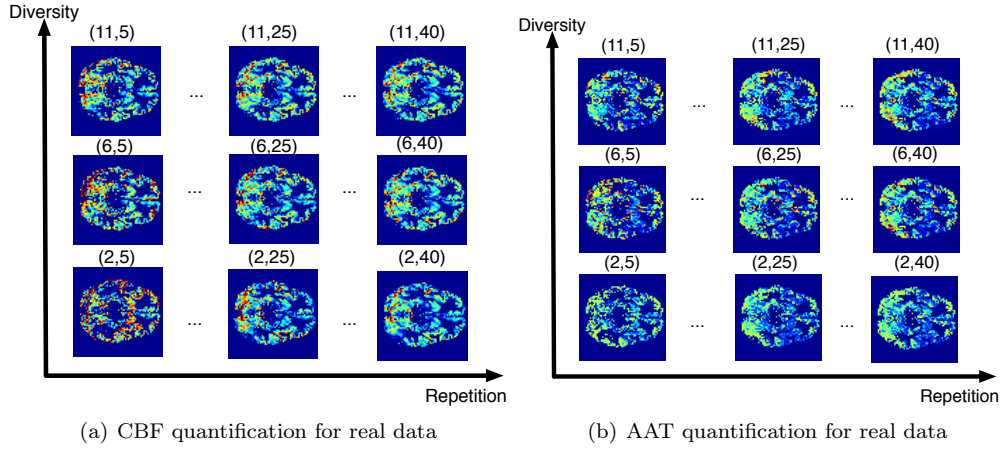 Diversity
(11,5) (11,25) (11,40)
... ...
(6,5) (6,25) (6,40)
... ...
(2,5) (2,25) (2,40)
... ...
Repetition
(a) CBF quantification for real data
Diversity
(11,5) (11,25) (11,40)
... ...
(6,5) (6,25) (6,40)
... ...
(2,5) (2,25) (2,40)
... ...
Repetition
(b) AAT quantification for real data